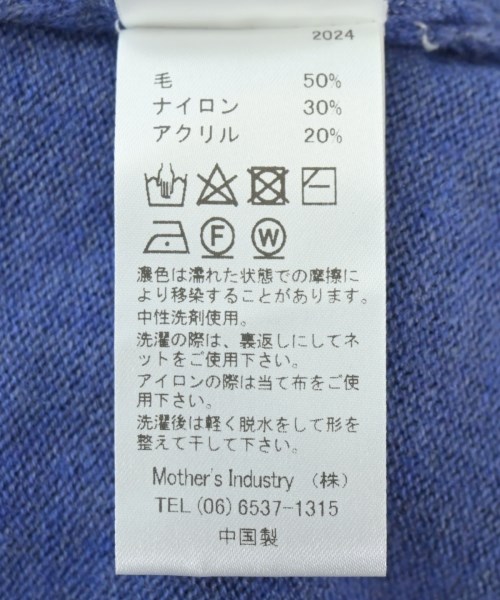 2024
毛 50%
ナイロン 30%
アクリル 20%
F W
濃色は濡れた状態での摩擦に
より移染することがあります。
中性洗剤使用。
洗濯の際は、裏返しにしてネ
ットをご使用下さい。
アイロンの際は当て布をご使
用下さい。
洗濯後は軽く脱水をして形を
整えて干して下さい。
Mother's Industry (株)
TEL(06)6537-1315
中国製